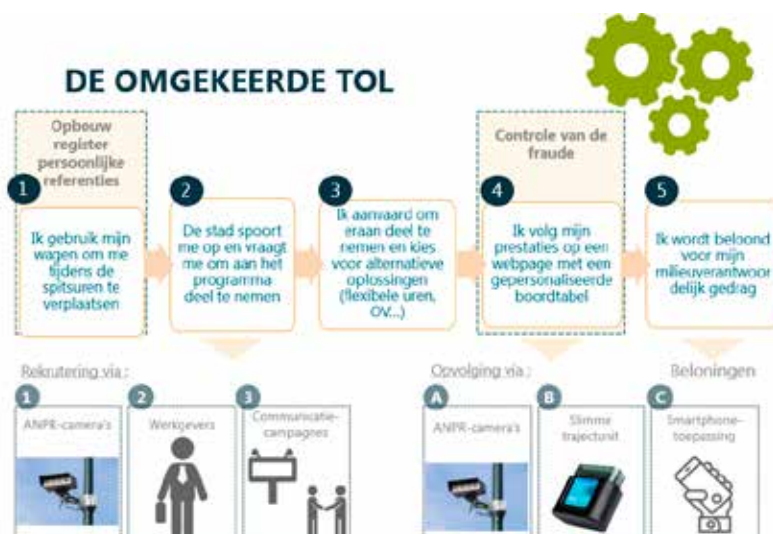 DE OMGEKEERDE TOL
Opbouw
register
persoonlijke
referenties
Controle van de
fraude
1
Ik gebruik mijn
wagen om me
tijdens de
spitsuren te
verplaatsen
2
De stad spoort
me op en vraagt
me om aan het
programma
deel te nemen
3
Ik aanvaard om
eraan deel te
nemen en kies
voor alternatieve
oplossingen
(flexibele uren,
OV...)
4
Ik volg mijn
prestaties op een
webpage met een
gepersonaliseerde
boordtabel
5
Ik wordt beloond
voor mijn
milieuverantwoor
delijk gedrag
Rekrutering via :
1
ANPR-camera's
2
Werkgevers
3
Communicatie-
campagnes
Opvolging via :
A
ANPR-camera's
B
Slimme
trajectunit
Beloningen
C
Smartphone-
toepassing